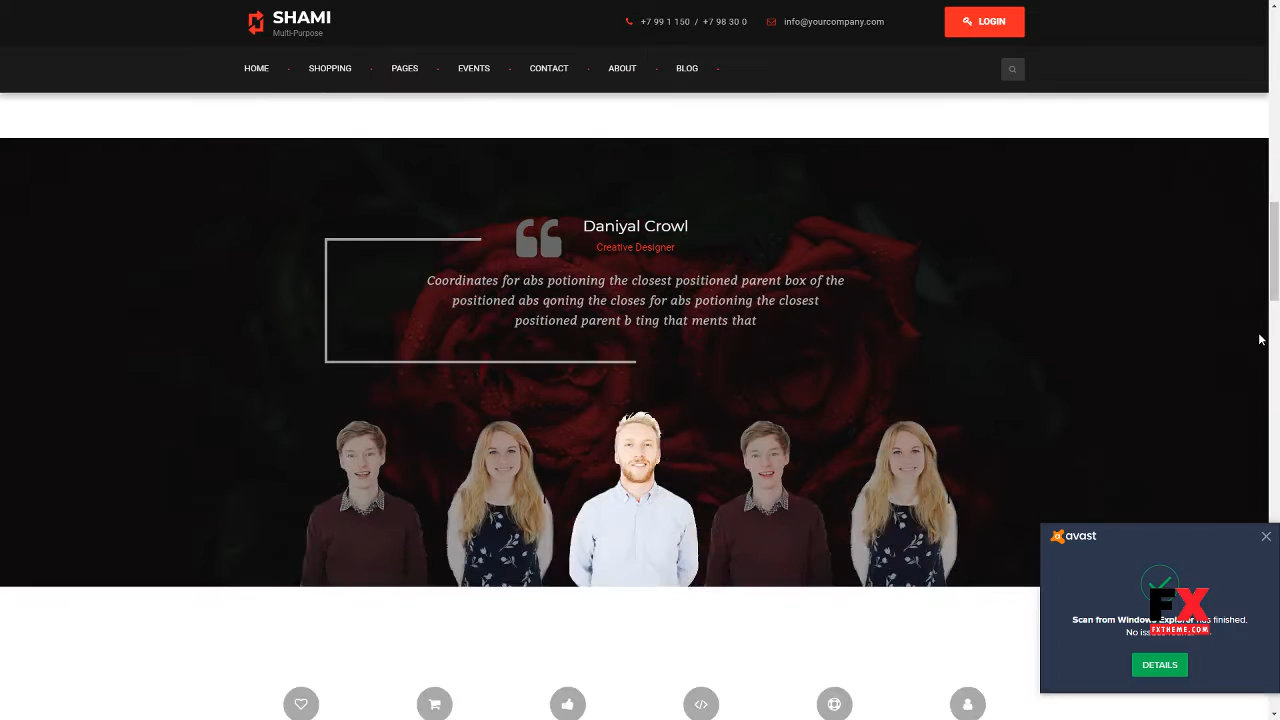 SHAMI
Multi-Purpose
+7 99 1 150 / +7 98 30 0
info@yourcompany.com
LOGIN
HOME
SHOPPING
PAGES
EVENTS
CONTACT
ABOUT
BLOG
Daniyal Crowl
Creative Designer
Coordinates for abs potioning the closest positioned parent box of the
positioned abs qoning the closes for abs potioning the closest
positioned parent b ting that ments that
avast
FX
FXTHEME.COM
Scan from Windows Explorer has finished.
No
DETAILS